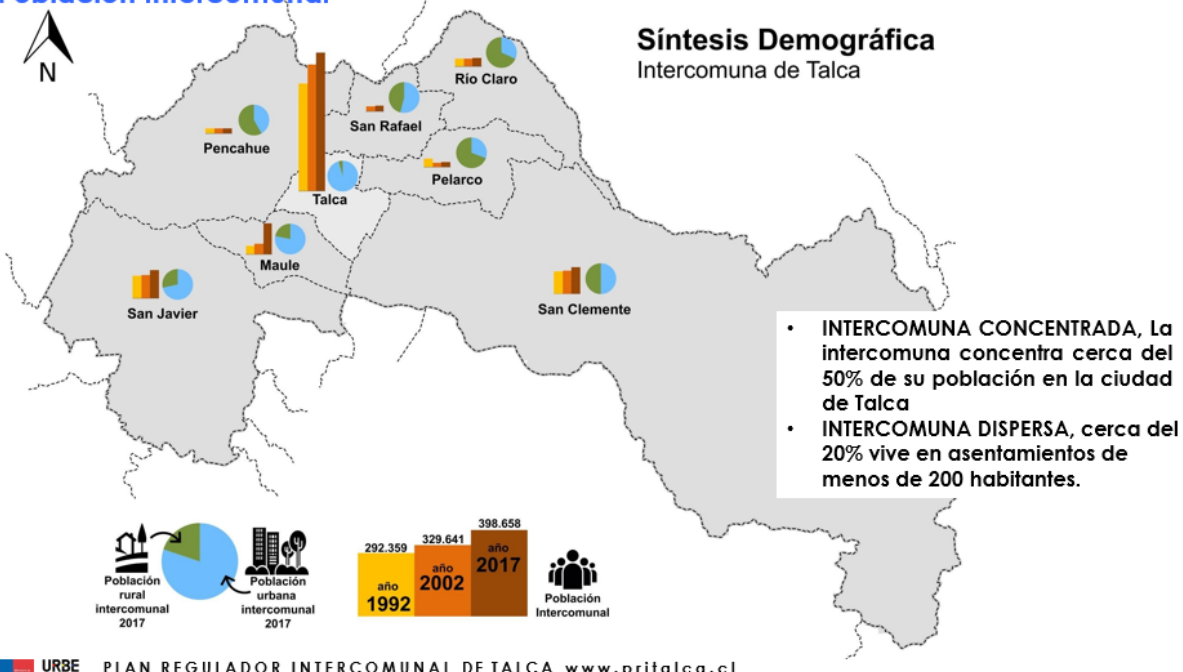 Población Intercomunal
N
Síntesis Demográfica
Intercomuna de Talca
Río Claro
San Rafael
Pencahue
Pelarco
Talca
Maule
San Javier
San Clemente
• INTERCOMUNA CONCENTRADA, La
intercomuna concentra cerca del
50% de su población en la ciudad
de Talca
• INTERCOMUNA DISPERSA, cerca del
20% vive en asentamientos de
menos de 200 habitantes.
Población
rural
intercomunal
2017
Población
urbana
intercomunal
2017
292.359
año
1992
329.641
año
2002
398.658
año
2017
Población
Intercomunal
URBE
PLAN REGULADOR INTERCOMUNAL DE TALCA www.pritalca.cl